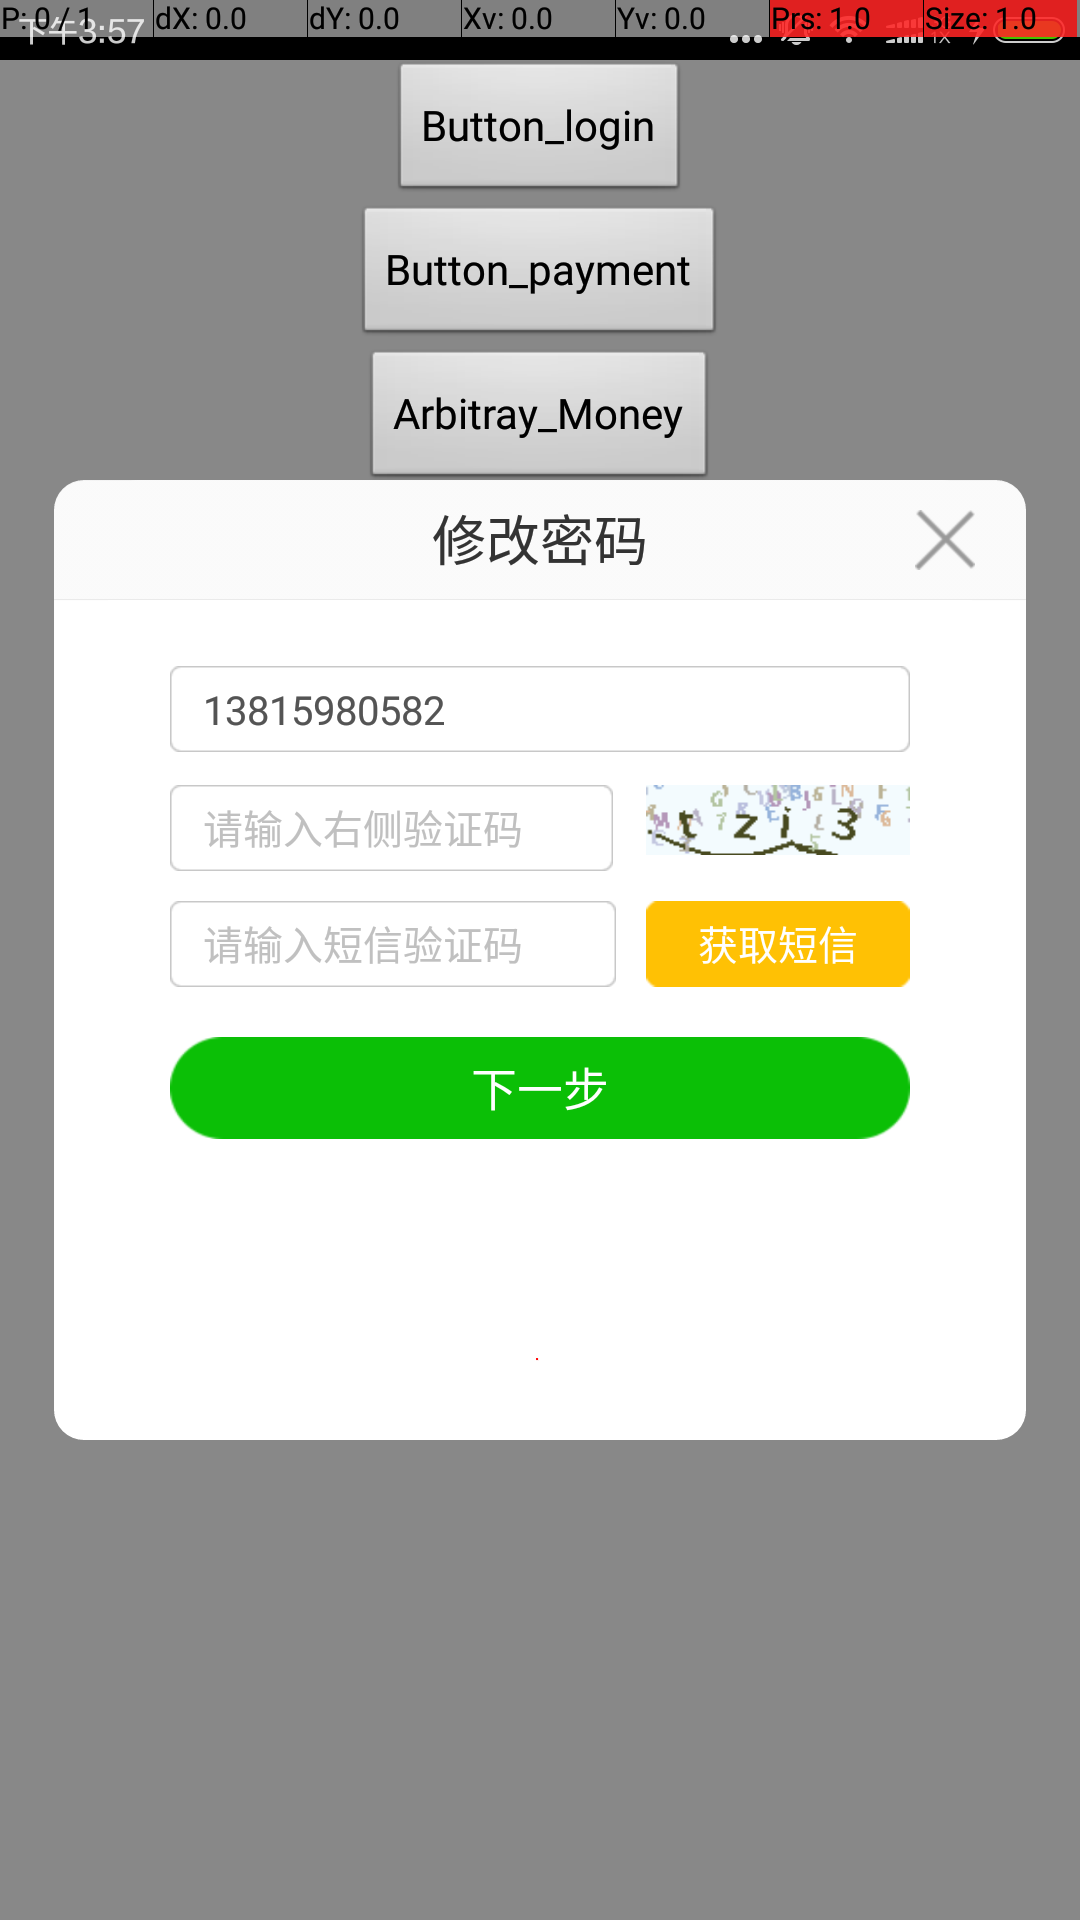 P: 0 / 1 dX: 0.0 dY: 0.0 Xv: 0.0 Yv: 0.0 Prs: 1.0 Size: 1.0
下午3:57 1X
Button_login
Button_payment
Arbitray_Money
修改密码
13815980582
请输入右侧验证码
t z i 3
请输入短信验证码 获取短信
下一步